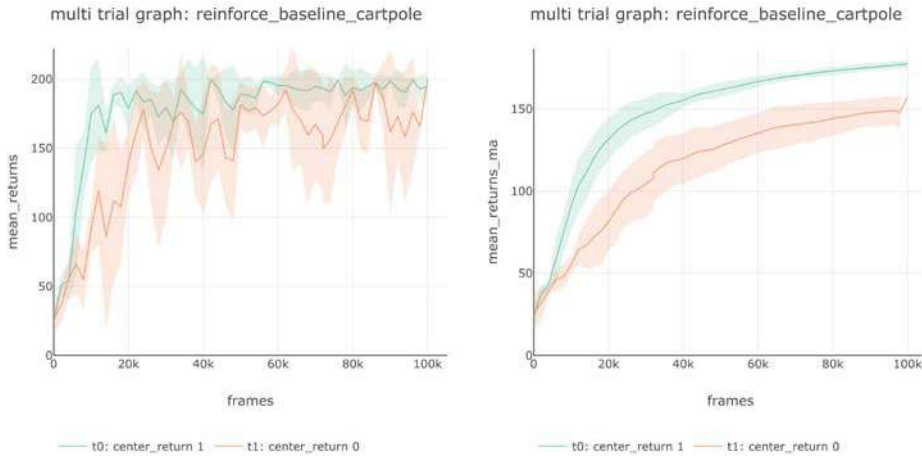 multi trial graph: reinforce_baseline_cartpole
200
150
100
50
0
mean_returns
0 20k 40k 60k 80k 100k
frames
t0: center_return 1 t1: center_return 0
multi trial graph: reinforce_baseline_cartpole
150
100
50
0
mean_returns_ma
0 20k 40k 60k 80k 100k
frames
t0: center_return 1 t1: center_return 0